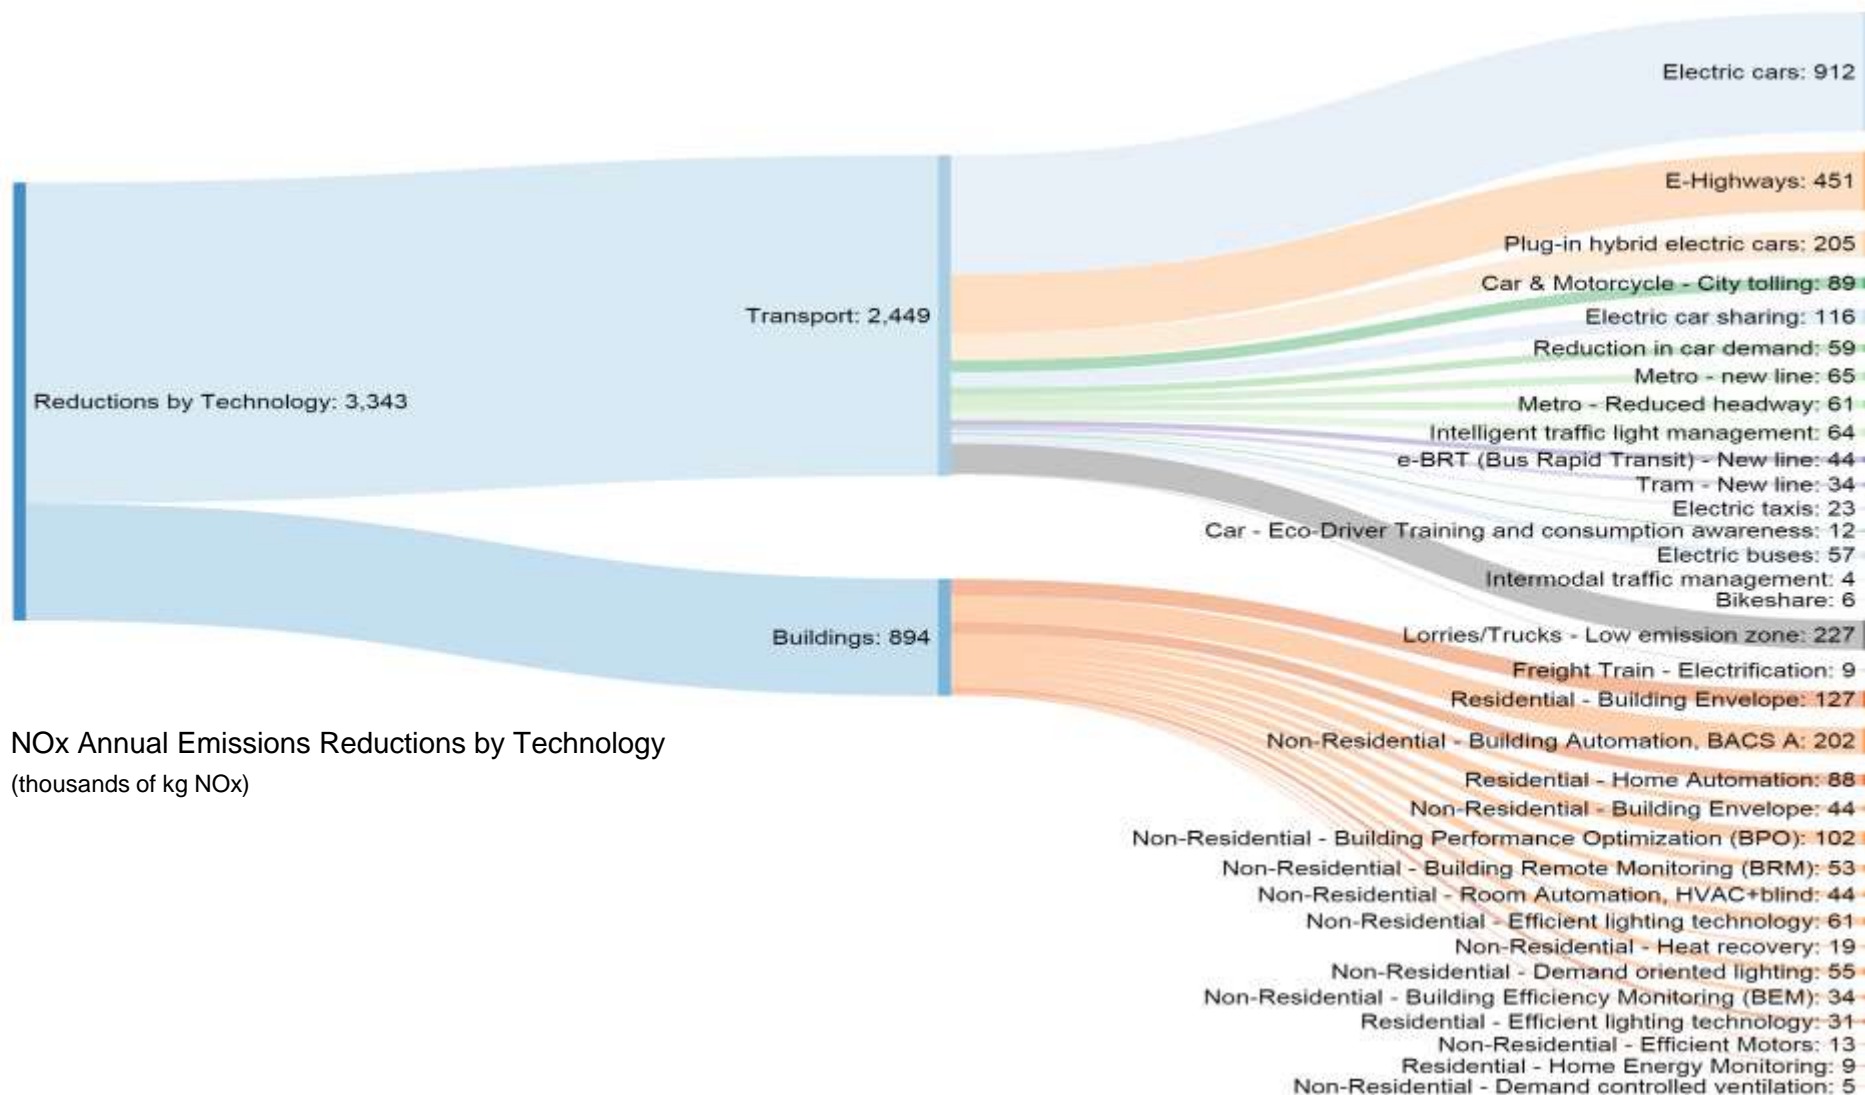 Electric cars: 912
E-Highways: 451
Plug-in hybrid electric cars: 205
Car & Motorcycle - City tolling: 89
Transport: 2,449
Electric car sharing: 116
Reduction in car demand: 59
Metro - new line: 65
Reductions by Technology: 3,343
Metro - Reduced headway: 61
Intelligent traffic light management: 64
e-BRT (Bus Rapid Transit) - New line: 44
Tram - New line: 34
Electric taxis: 23
Car - Eco-Driver Training and consumption awareness: 12
Electric buses: 57
Intermodal traffic management: 4
Bikeshare: 6
Buildings: 894
Lorries/Trucks - Low emission zone: 227
Freight Train - Electrification: 9
Residential - Building Envelope: 127
NOx Annual Emissions Reductions by Technology
(thousands of kg NOx)
Non-Residential - Building Automation, BACS A: 202
Residential - Home Automation: 88
Non-Residential - Building Envelope: 44
Non-Residential - Building Performance Optimization (BPO): 102
Non-Residential - Building Remote Monitoring (BRM): 53
Non-Residential - Room Automation, HVAC+blind: 44
Non-Residential - Efficient lighting technology: 61
Non-Residential - Heat recovery: 19
Non-Residential - Demand oriented lighting: 55
Non-Residential - Building Efficiency Monitoring (BEM): 34
Residential - Efficient lighting technology: 31
Non-Residential - Efficient Motors: 13
Residential - Home Energy Monitoring: 9
Non-Residential - Demand controlled ventilation: 5